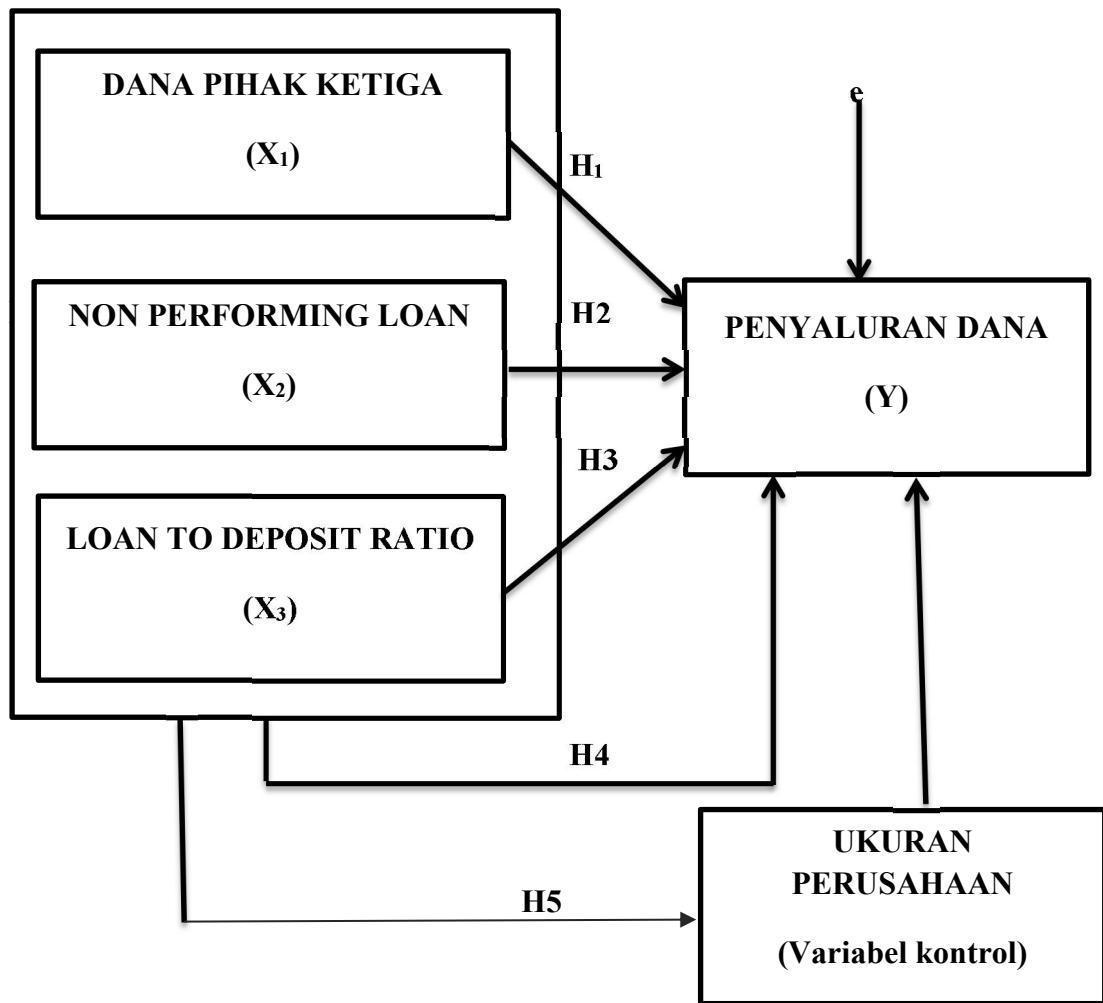 DANA PIHAK KETIGA
(X₁)
H₁
e
NON PERFORMING LOAN
(X₂)
H2
PENYALURAN DANA
(Y)
LOAN TO DEPOSIT RATIO
(X₃)
H3
H4
H5
UKURAN
PERUSAHAAN
(Variabel kontrol)